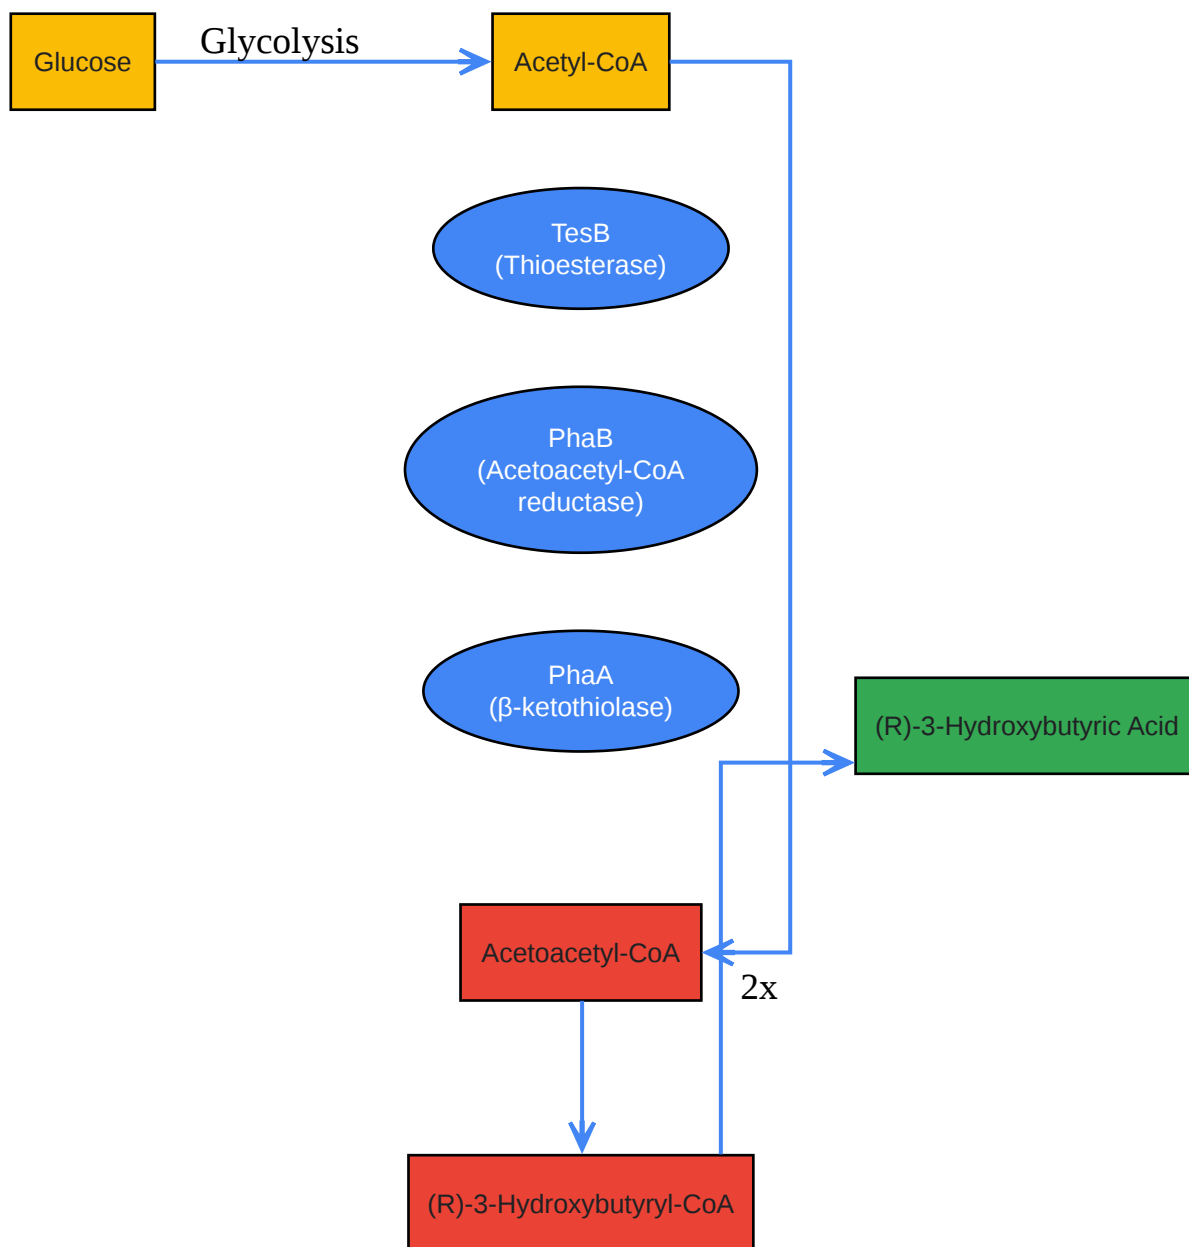 Glucose
Glycolysis
Acetyl-CoA
TesB
(Thioesterase)
PhaB
(Acetoacetyl-CoA
reductase)
PhaA
(β-ketothiolase)
(R)-3-Hydroxybutyric Acid
Acetoacetyl-CoA
2x
(R)-3-Hydroxybutyryl-CoA